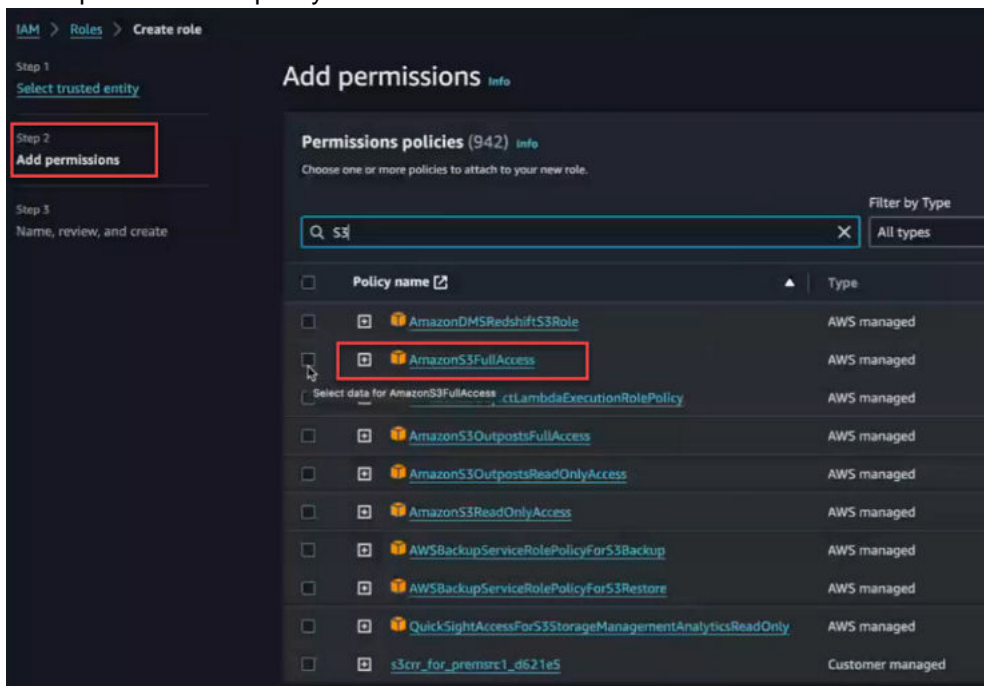 IAM > Roles > Create role
Step 1
Select trusted entity
Step 2
Add permissions
Step 3
Name, review, and create
Add permissions Info
Permissions policies (942) Info
Choose one or more policies to attach to your new role.
Filter by Type
S3
All types
Policy name
Type
AmazonDMSRedshiftS3Role
AWS managed
AmazonS3FullAccess
AWS managed
Select data for AmazonS3FullAccess
ctLambdaExecutionRolePolicy
AWS managed
AmazonS3OutpostsFullAccess
AWS managed
AmazonS3OutpostsReadOnlyAccess
AWS managed
AmazonS3ReadOnlyAccess
AWS managed
AWSBackupServiceRolePolicyForS3Backup
AWS managed
AWSBackupServiceRolePolicyForS3Restore
AWS managed
QuickSightAccessForS3StorageManagementAnalyticsReadOnly
AWS managed
s3crr_for_premsrc1_d621e5
Customer managed